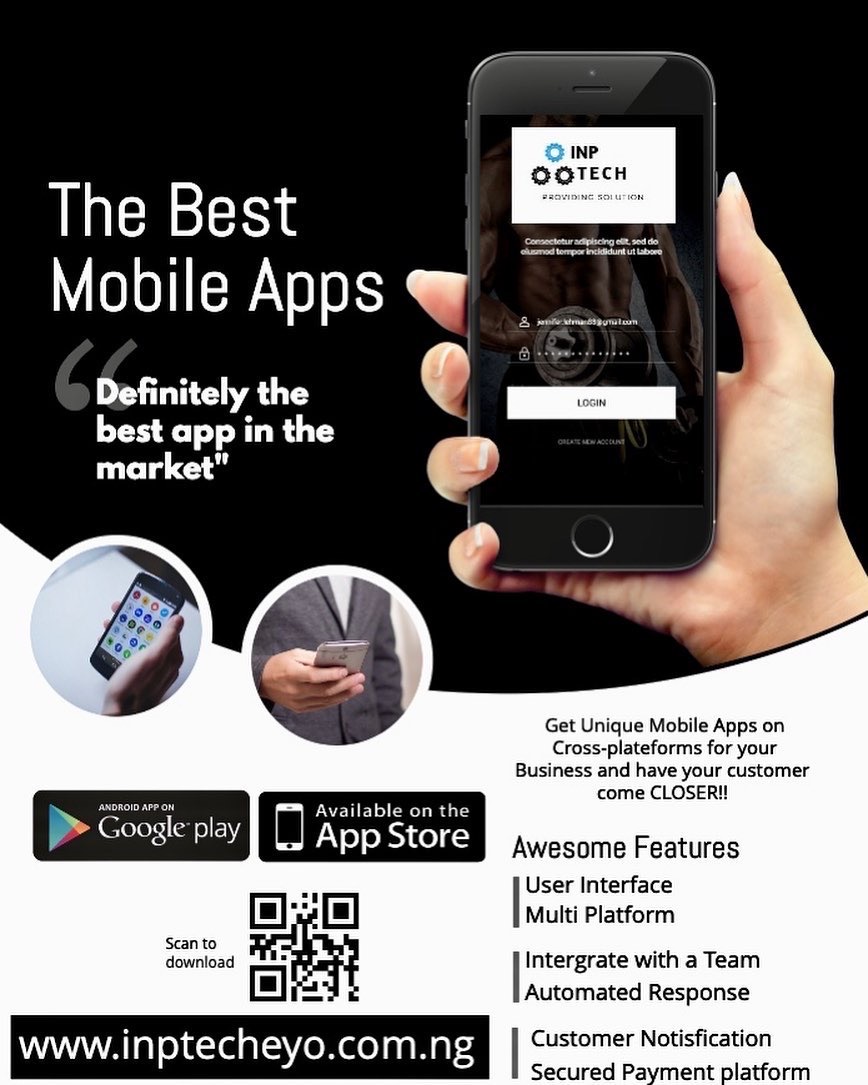 The Best
Mobile Apps
“
Definitely the
best app in the
market"
INP
TECH
PROVIDING SOLUTION
Consectetur adipiscing elit, sed do
eiusmod tempor incididunt ut labore
jennifer.lehman88@gmail.com
LOGIN
CREATE NEW ACCOUNT
Get Unique Mobile Apps on
Cross-plateforms for your
Business and have your customer
come CLOSER!!
ANDROID APP ON
Google play
Available on the
App Store
Scan to
download
www.inptecheyo.com.ng
Awesome Features
User Interface
Multi Platform
Intergrate with a Team
Automated Response
Customer Notisfication
Secured Payment platform